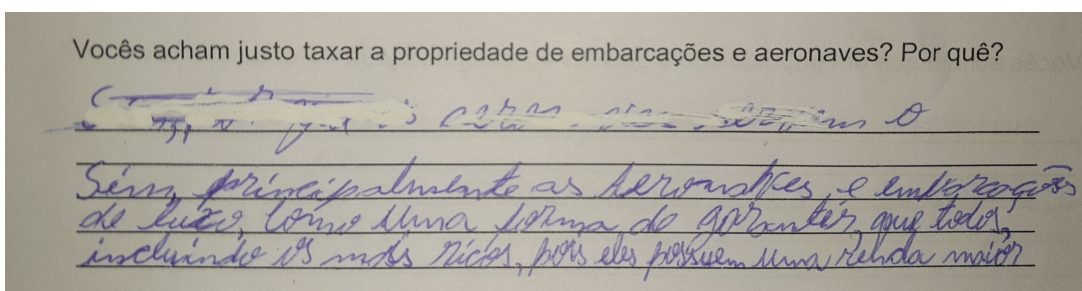 Vocês acham justo taxar a propriedade de embarcações e aeronaves? Por quê?
Sim, principalmente as aeronaves, e embarcações
de luxo, como uma forma de garantir, que todos,
incluindo os mais ricos, pois eles possuem uma renda maior